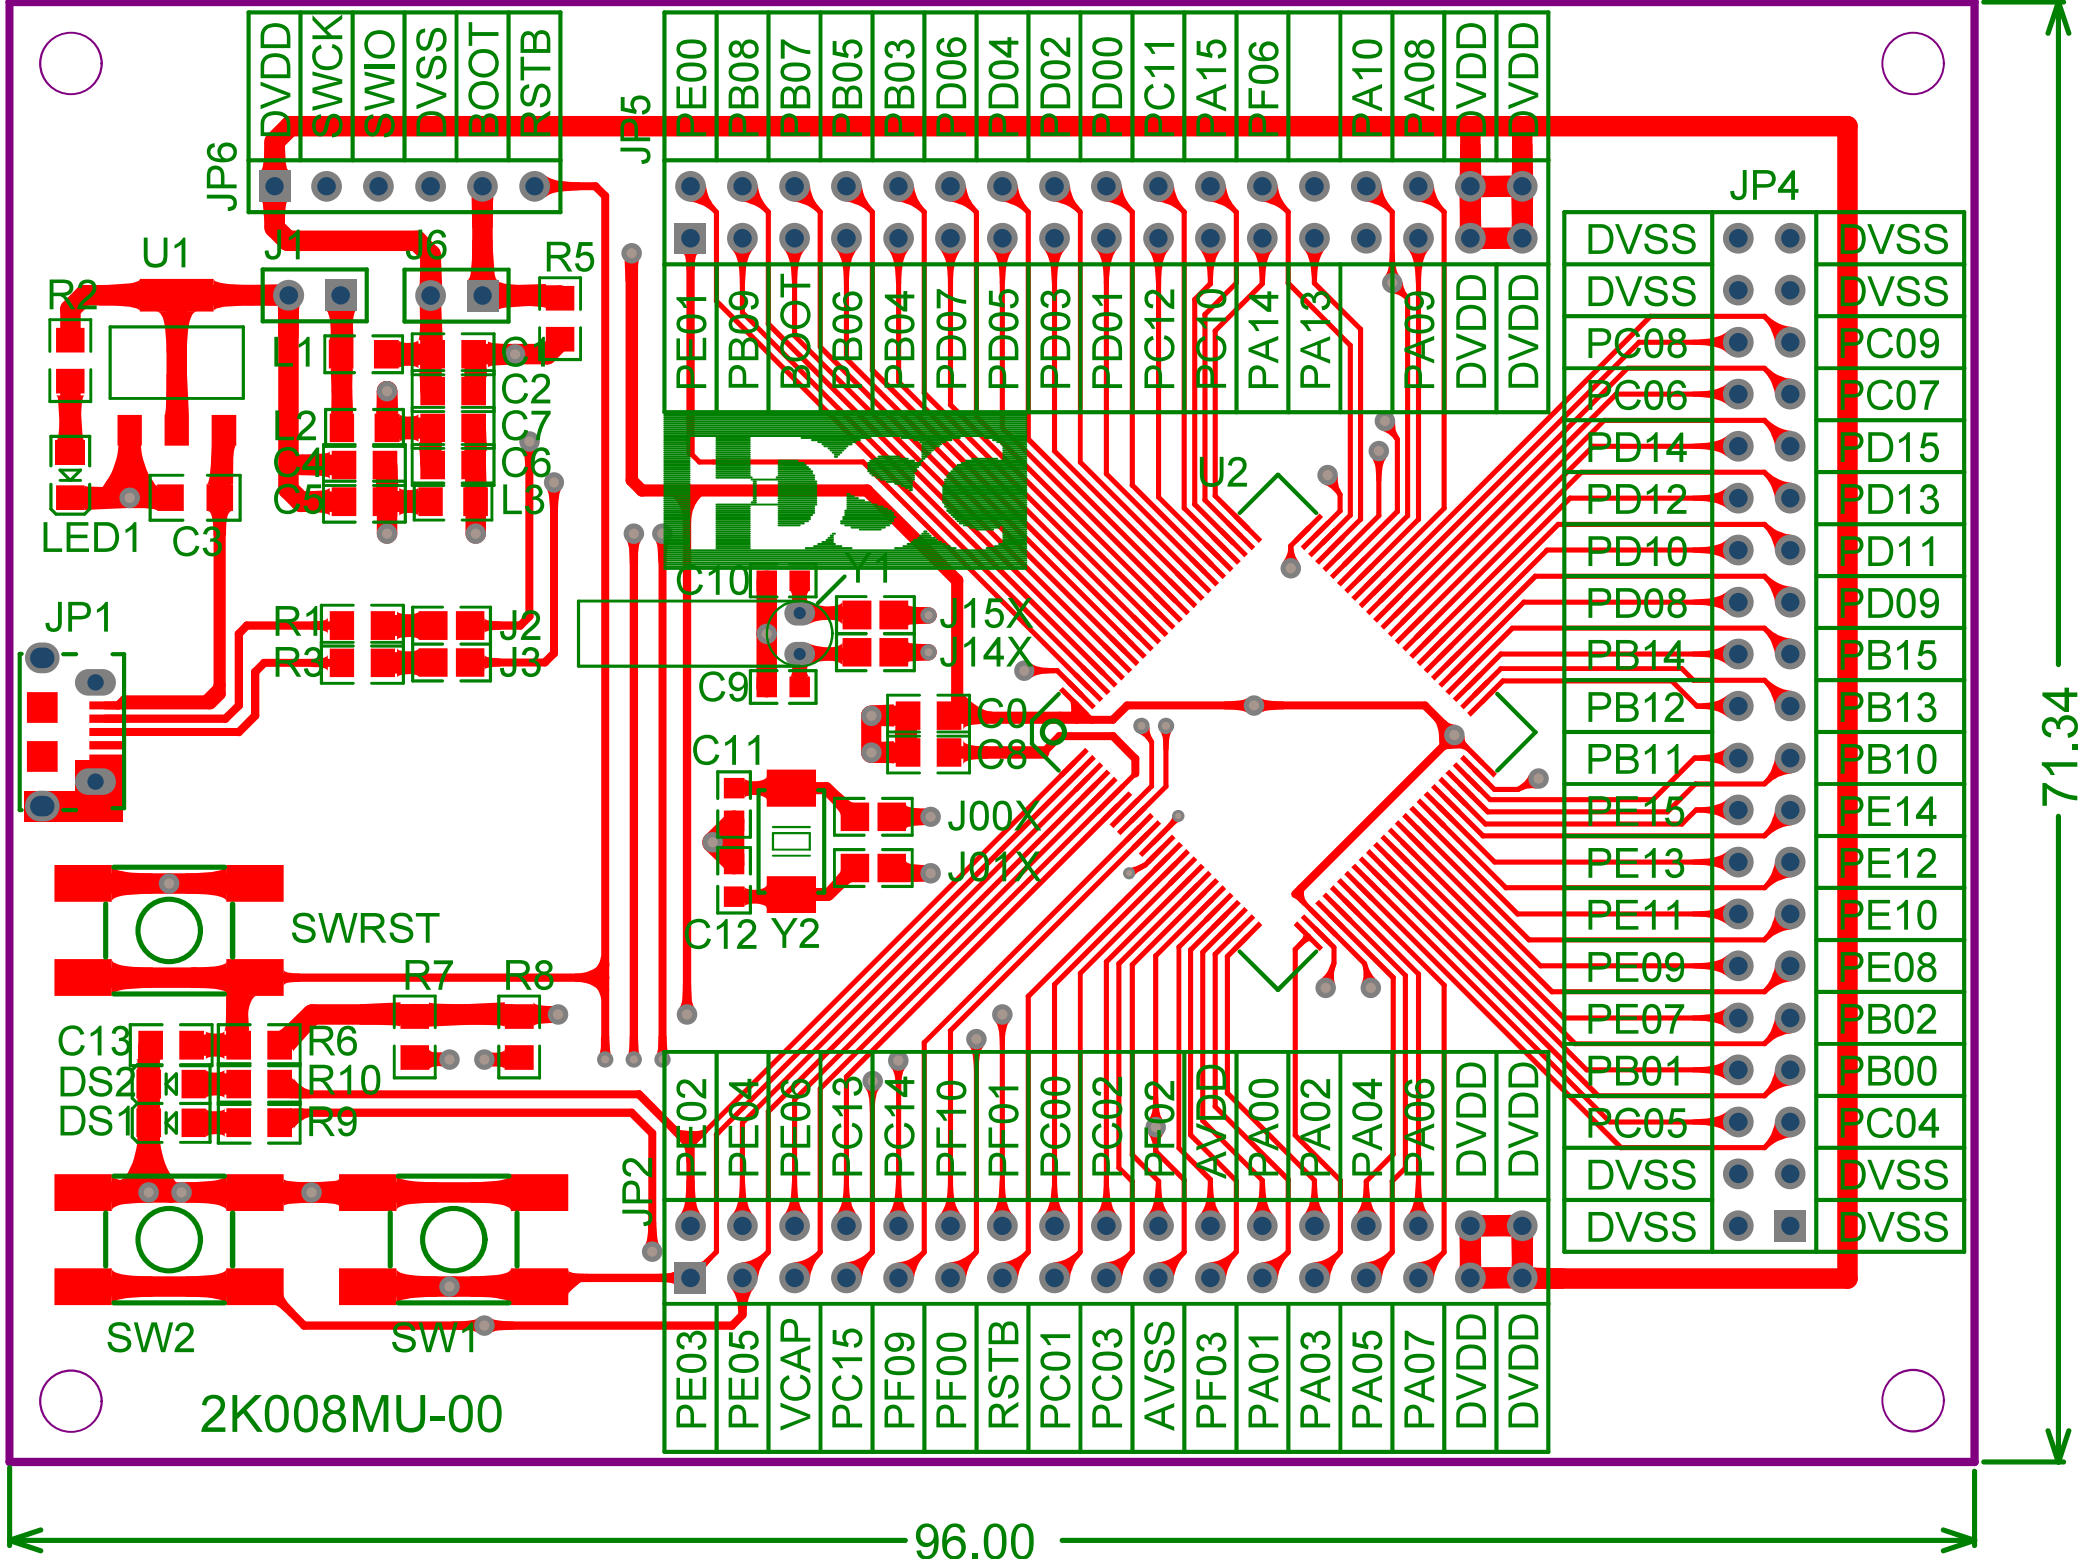 DVDD
SWCK
SWIO
DVSS
BOOT
RSTB
JP6
JP5
PE00
PB08
PB07
PB05
PB03
PD06
PD04
PD02
PD00
PC11
PA15
PF06
PA10
PA08
DVDD
DVDD
PE01
PB09
BOOT
PB06
PB04
PD07
PD05
PD03
PD01
PC12
PC10
PA14
PA13
PA09
DVDD
DVDD
JP4
DVSS DVSS
DVSS DVSS
PC08 PC09
PC06 PC07
PD14 PD15
PD12 PD13
PD10 PD11
PD08 PD09
PB14 PB15
PB12 PB13
PB11 PB10
PE15 PE14
PE13 PE12
PE11 PE10
PE09 PE08
PE07 PB02
PB01 PB00
PC05 PC04
DVSS DVSS
DVSS DVSS
U1
J1
J6
R5
R2
L1
C1
C2
L2
C7
C4
C6
C5
L3
LED1
C3
U2
C10
Y1
JP1
R1
J2
R3
J3
J15X
J14X
C9
C0
C8
C11
J00X
J01X
C12
Y2
SWRST
R7
R8
C13
R6
DS2
R10
DS1
R9
JP2
PE02
PE04
PE06
PC13
PC14
PF10
PF01
PC00
PC02
PF02
AVDD
PA00
PA02
PA04
PA06
DVDD
DVDD
PE03
PE05
VCAP
PC15
PF09
PF00
RSTB
PC01
PC03
AVSS
PF03
PA01
PA03
PA05
PA07
DVDD
DVDD
SW2
SW1
2K008MU-00
71.34
96.00